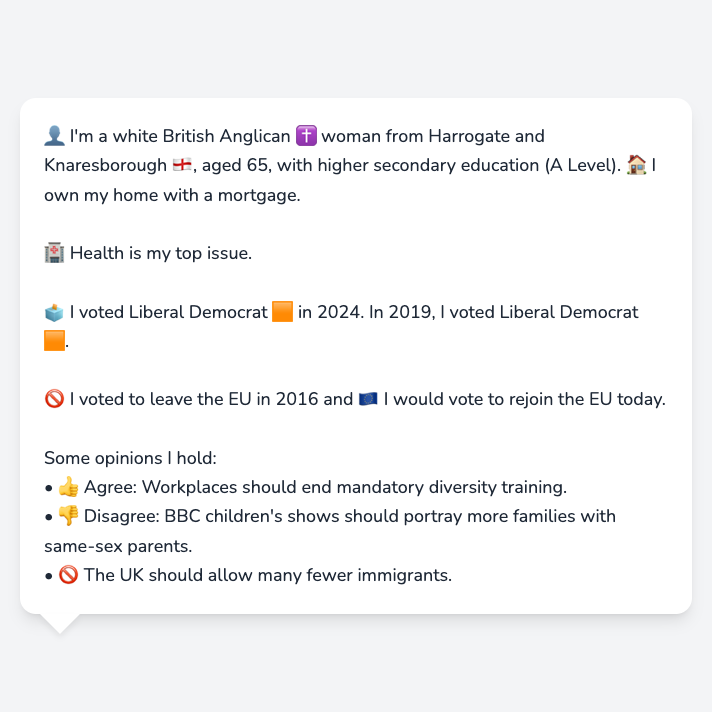 👤 I'm a white British Anglican ✝️ woman from Harrogate and
Knaresborough 🏴󠁧󠁢󠁥󠁮󠁧󠁿, aged 65, with higher secondary education (A Level). 🏠 I
own my home with a mortgage.
🏥 Health is my top issue.
🗳️ I voted Liberal Democrat 🟧 in 2024. In 2019, I voted Liberal Democrat
🟧.
🚫 I voted to leave the EU in 2016 and 🇪🇺 I would vote to rejoin the EU today.
Some opinions I hold:
• 👍 Agree: Workplaces should end mandatory diversity training.
• 👎 Disagree: BBC children's shows should portray more families with
same-sex parents.
• 🚫 The UK should allow many fewer immigrants.